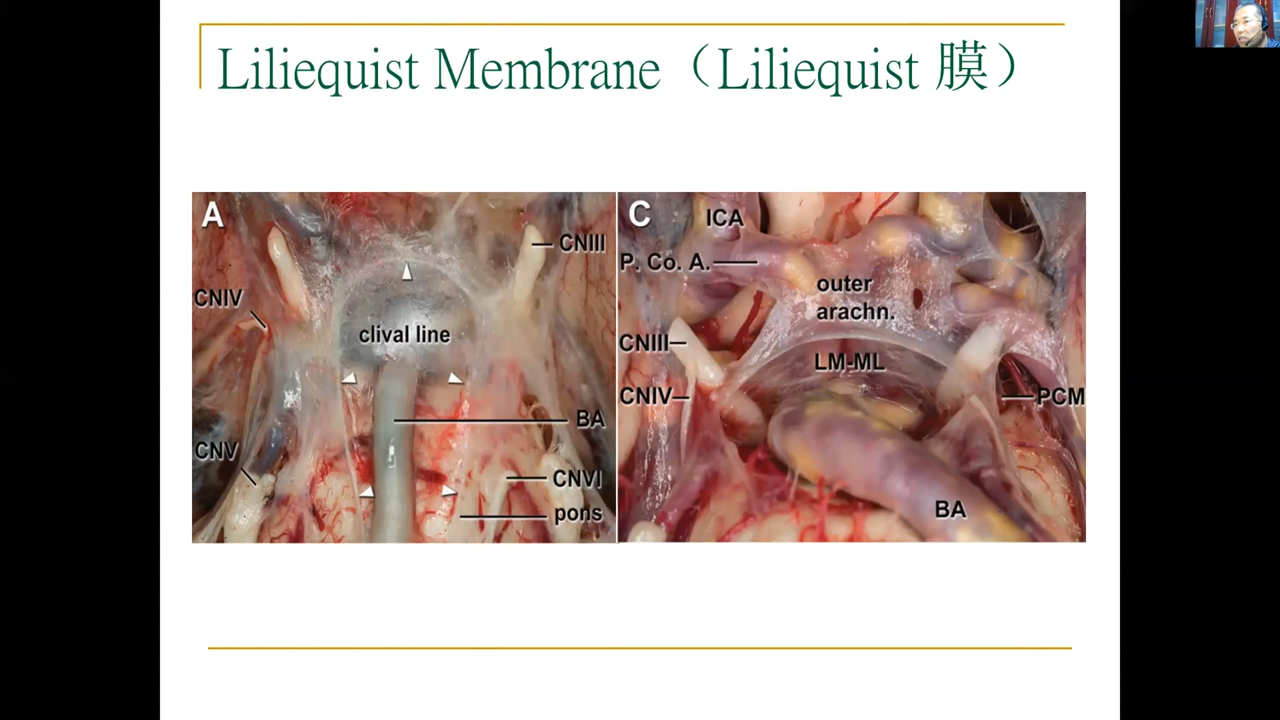 Liliequist Membrane（Liliequist 膜）
A
CNIII
CNIV
clival line
BA
CNV
CNVI
pons
C
ICA
P. Co. A.
outer
arachn.
CNIII
LM-ML
CNIV
PCM
BA